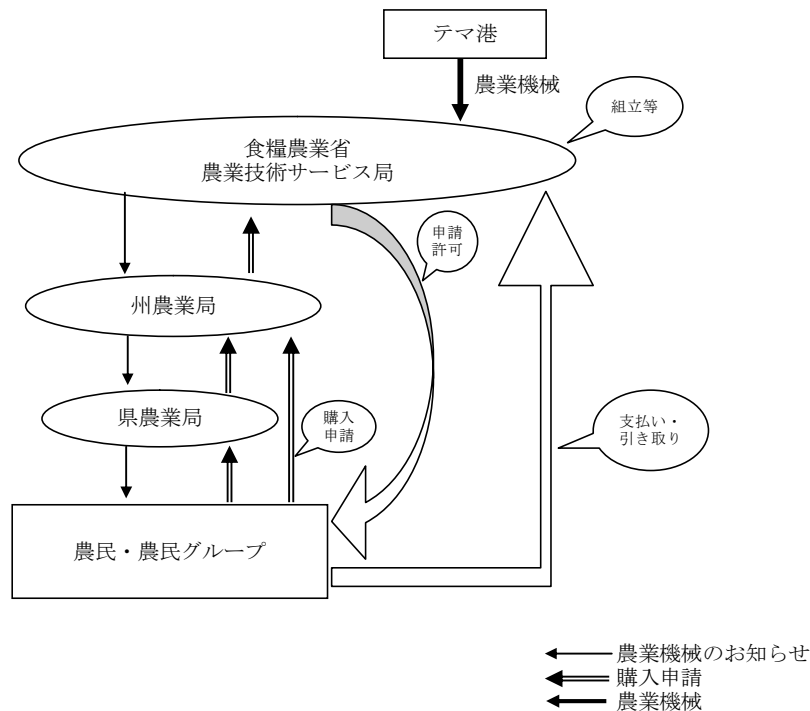 テマ港
農業機械
組立等
食糧農業省
農業技術サービス局
申請
許可
州農業局
県農業局
購入
申請
支払い・
引き取り
農民・農民グループ
農業機械のお知らせ
購入申請
農業機械